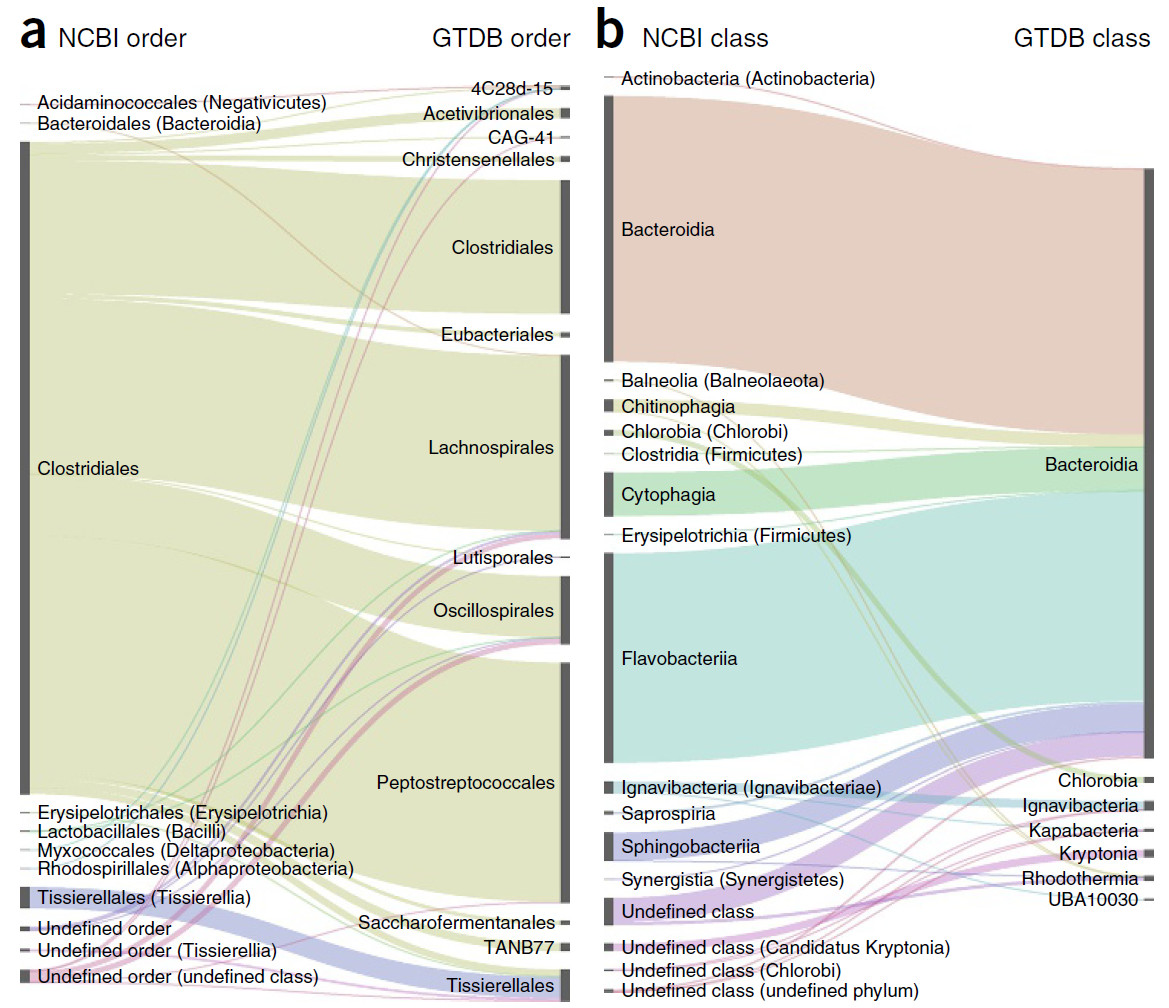 a NCBI order GTDB order
4C28d-15
Acidaminococcales (Negativicutes)
Acetivibrionales
Bacteroidales (Bacteroidia)
CAG-41
Christensenellales
Clostridiales
Eubacteriales
Lachnospirales
Clostridiales
Lutisporales
Oscillospirales
Peptostreptococcales
Erysipelotrichales (Erysipelotrichia)
Lactobacillales (Bacilli)
Myxococcales (Deltaproteobacteria)
Rhodospirillales (Alphaproteobacteria)
Tissierellales (Tissierellia)
Saccharofermentanales
Undefined order
TANB77
Undefined order (Tissierellia)
Undefined order (undefined class)
Tissierellales
b NCBI class GTDB class
Actinobacteria (Actinobacteria)
Bacteroidia
Balneolia (Balneolaeota)
Chitinophagia
Chlorobia (Chlorobi)
Clostridia (Firmicutes)
Bacteroidia
Cytophagia
Erysipelotrichia (Firmicutes)
Flavobacteriia
Chlorobia
Ignavibacteria (Ignavibacteriae)
Ignavibacteria
Saprospiria
Kapabacteria
Sphingobacteriia
Kryptonia
Synergistia (Synergistetes)
Rhodothermia
UBA10030
Undefined class
Undefined class (Candidatus Kryptonia)
Undefined class (Chlorobi)
Undefined class (undefined phylum)